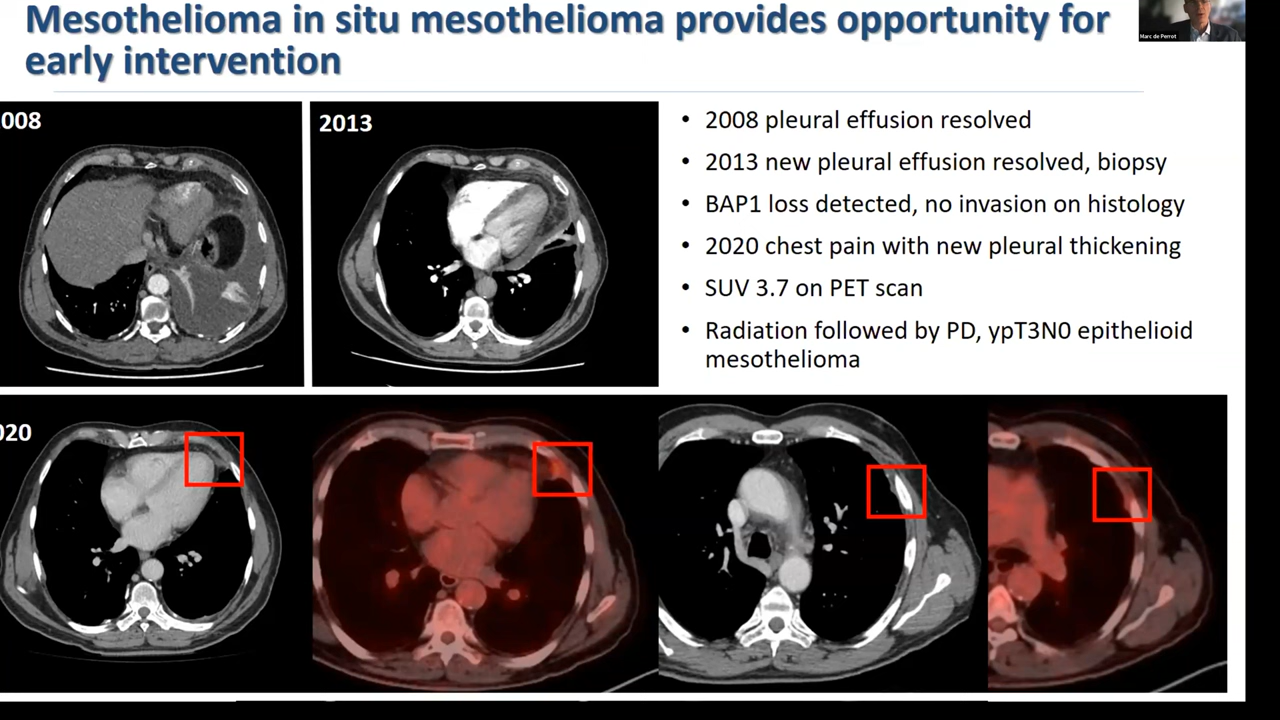 Mesothelioma in situ mesothelioma provides opportunity for
early intervention
Marc de Perrot
008
2013
• 2008 pleural effusion resolved
• 2013 new pleural effusion resolved, biopsy
• BAP1 loss detected, no invasion on histology
• 2020 chest pain with new pleural thickening
• SUV 3.7 on PET scan
• Radiation followed by PD, ypT3N0 epithelioid
mesothelioma
020